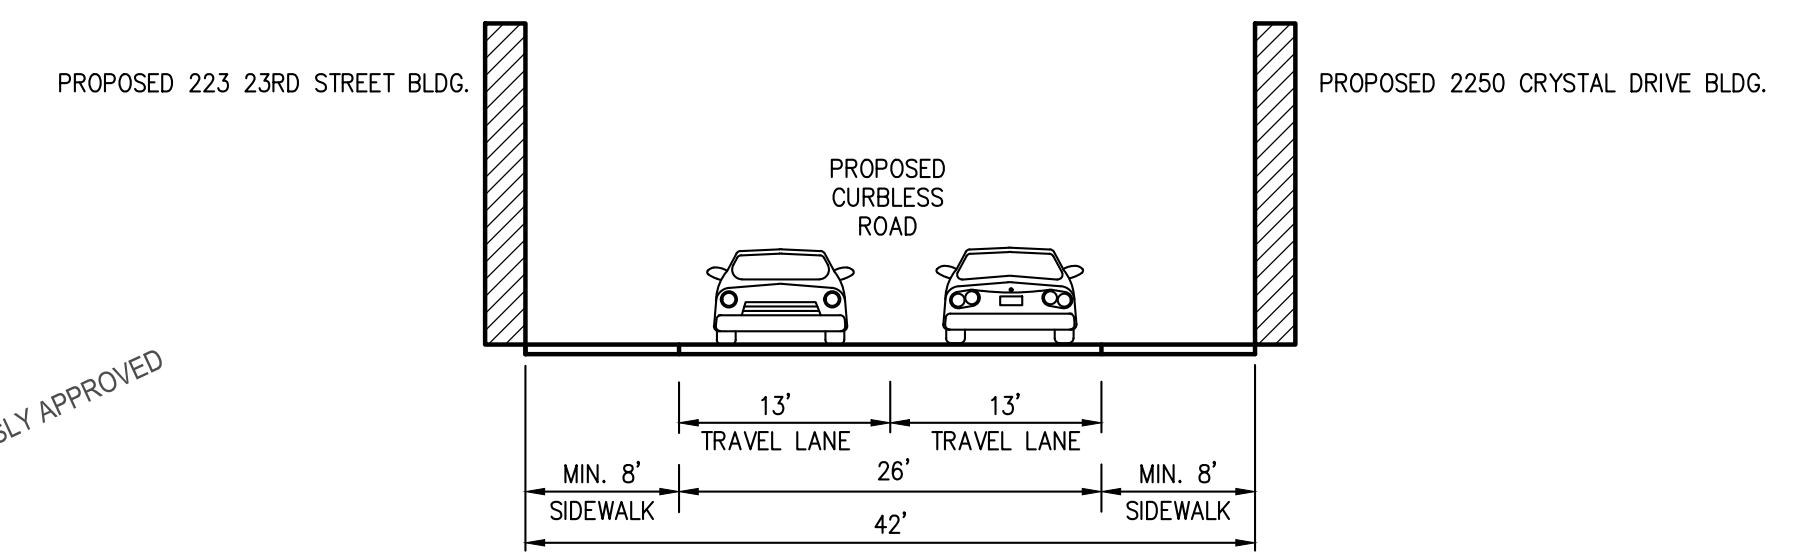 PROPOSED 223 23RD STREET BLDG.
PROPOSED 2250 CRYSTAL DRIVE BLDG.
PROPOSED
CURBLESS
ROAD
APPROVED
13'
13'
TRAVEL LANE
TRAVEL LANE
MIN. 8'
26'
MIN. 8'
SIDEWALK
SIDEWALK
42'